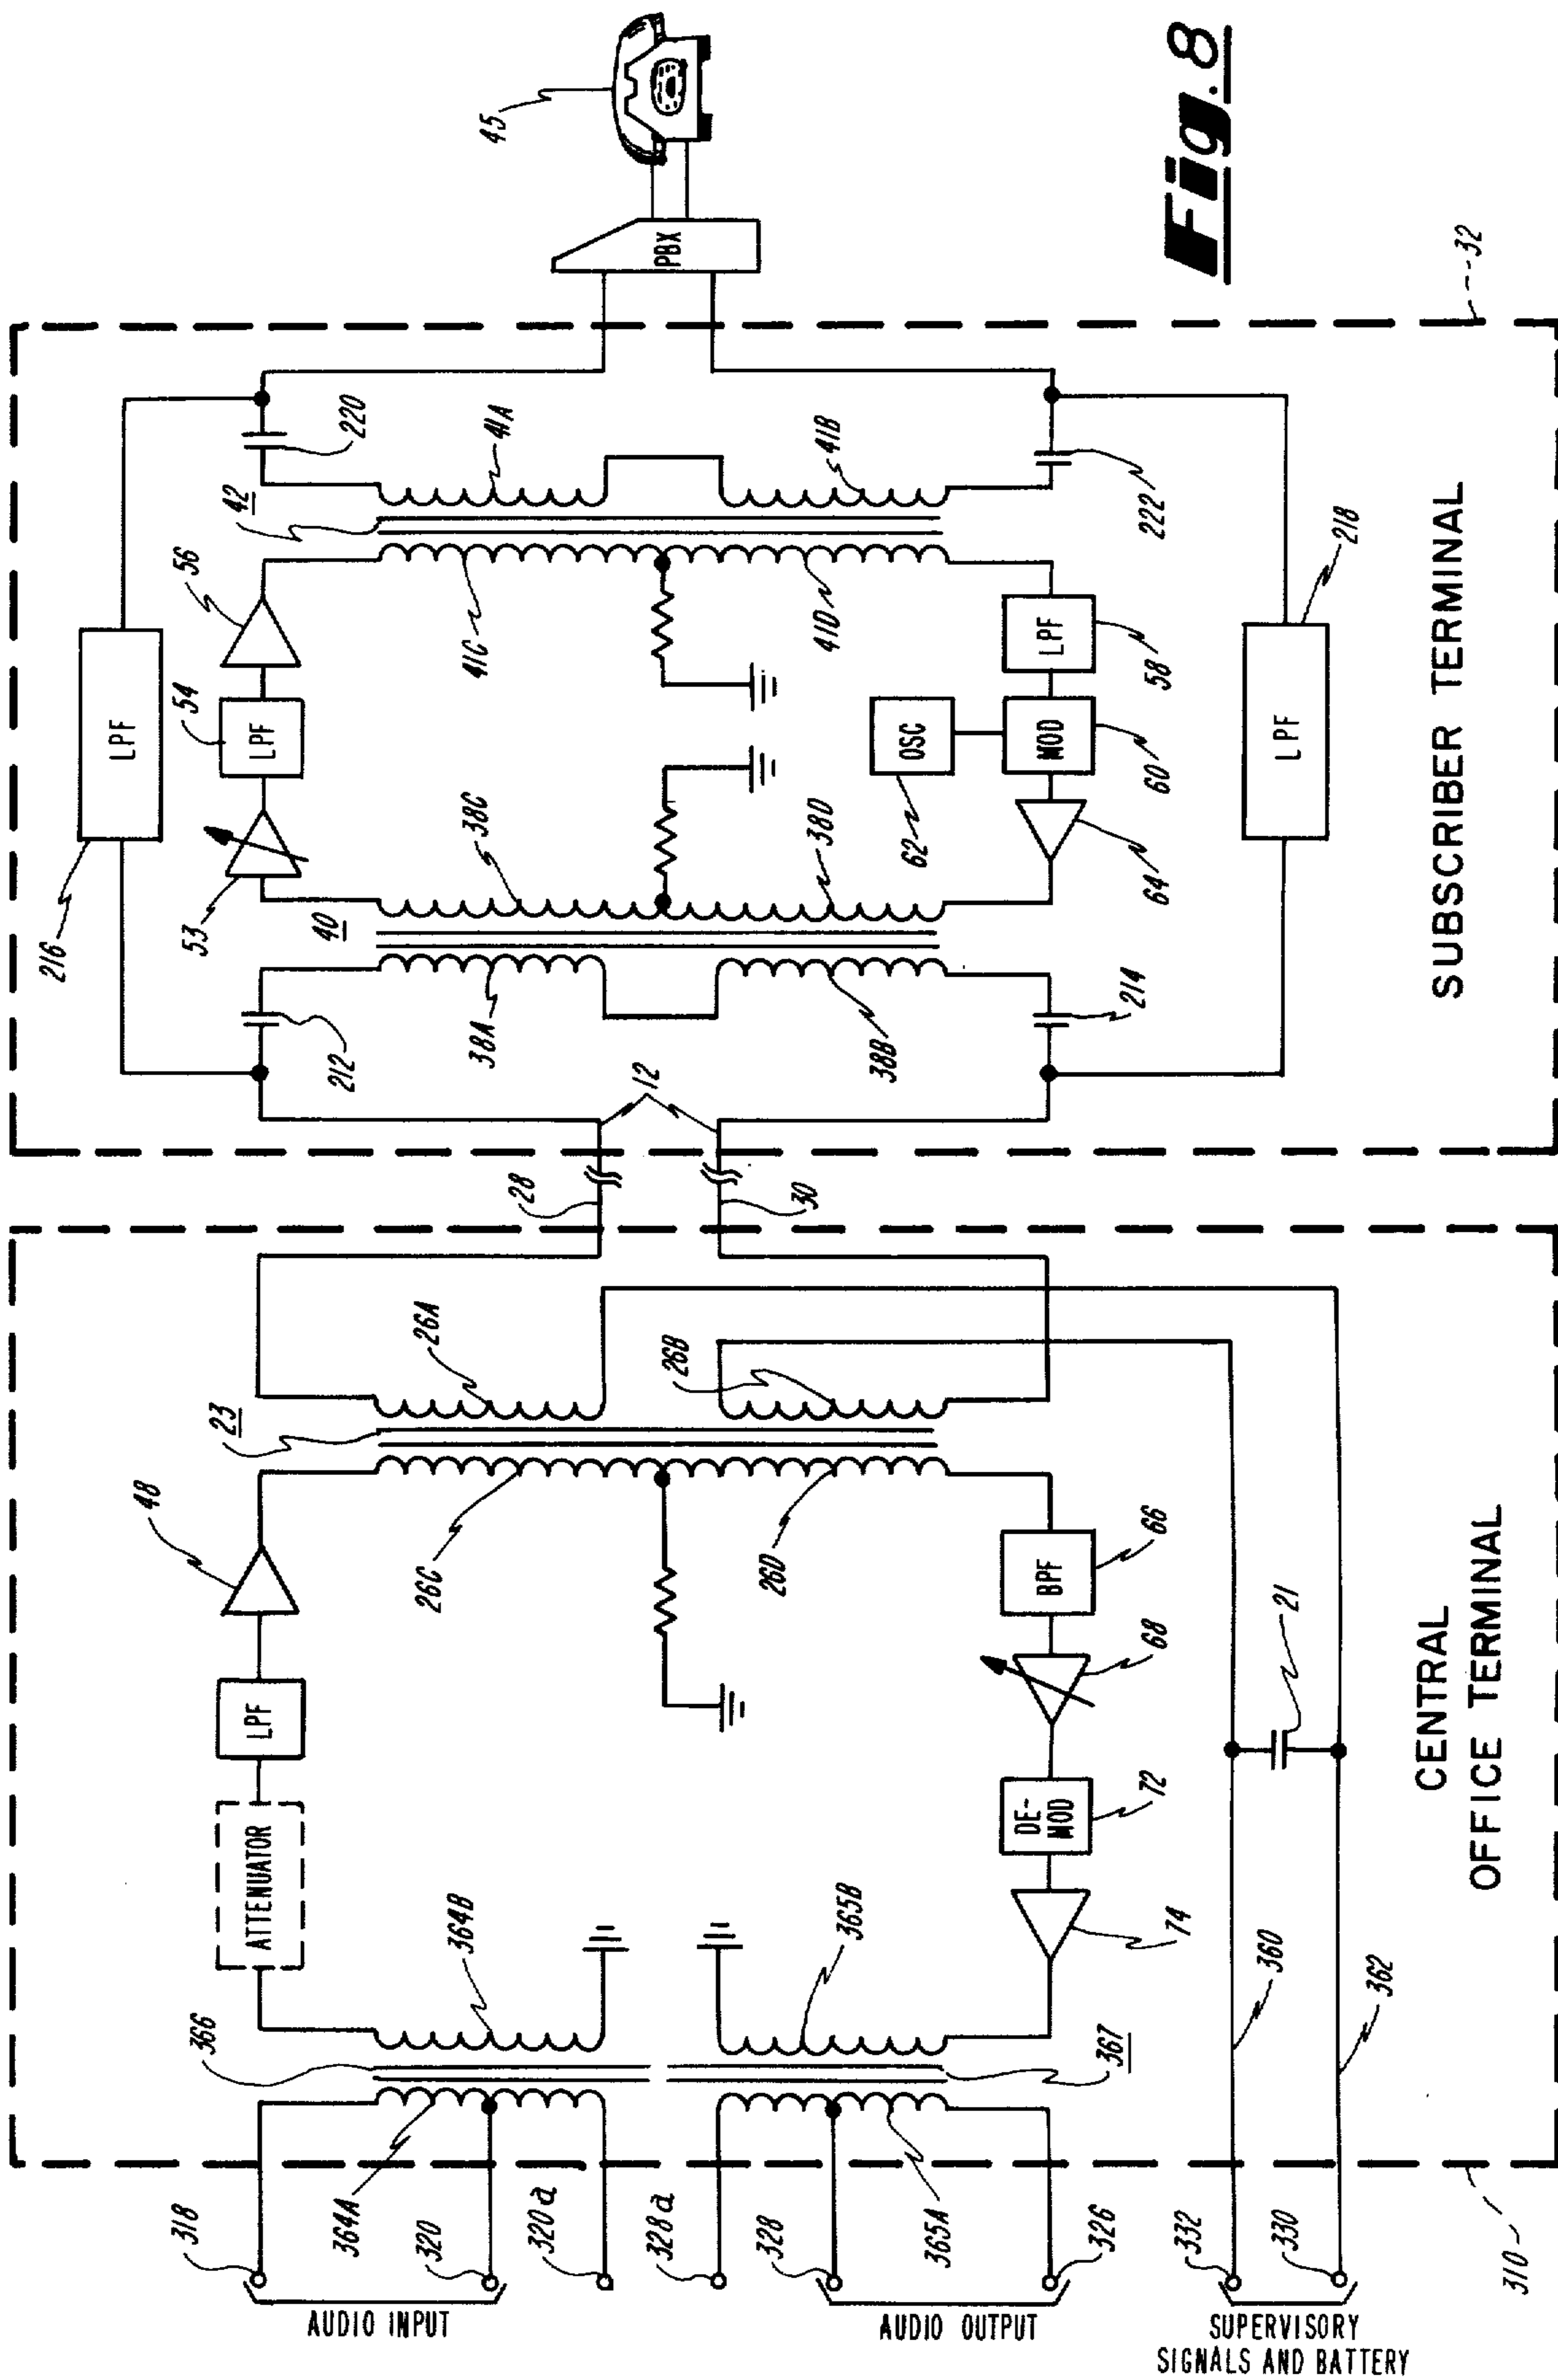 Fig. 8
45
PBX
32
216
LPF
220
53
54
LPF
56
42
41A
41B
41C
41D
222
212
40
38A
38B
38C
38D
214
OSC
62
MOD
60
LPF
58
64
LPF
218
SUBSCRIBER TERMINAL
12
28
30
ATTENUATOR
LPF
48
23
26A
26B
26C
26D
BPF
66
68
DE-
MOD
72
74
21
366
364B
365B
367
360
362
CENTRAL
OFFICE TERMINAL
318
364A
320
320a
328a
328
365A
326
332
330
310
AUDIO INPUT
AUDIO OUTPUT
SUPERVISORY
SIGNALS AND BATTERY